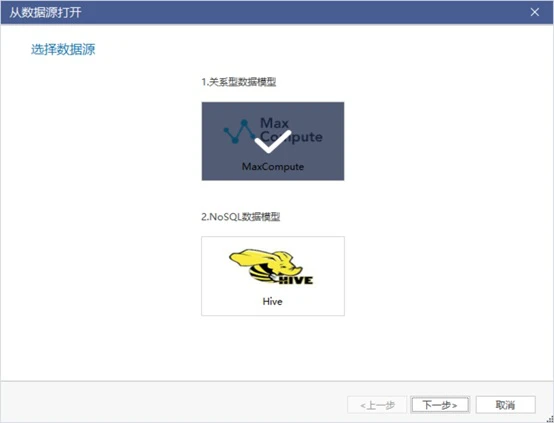 从数据源打开
选择数据源
1.关系型数据模型
Max
Compute
MaxCompute
2.NoSQL数据模型
HIVE
Hive
<上一步
下一步>
取消